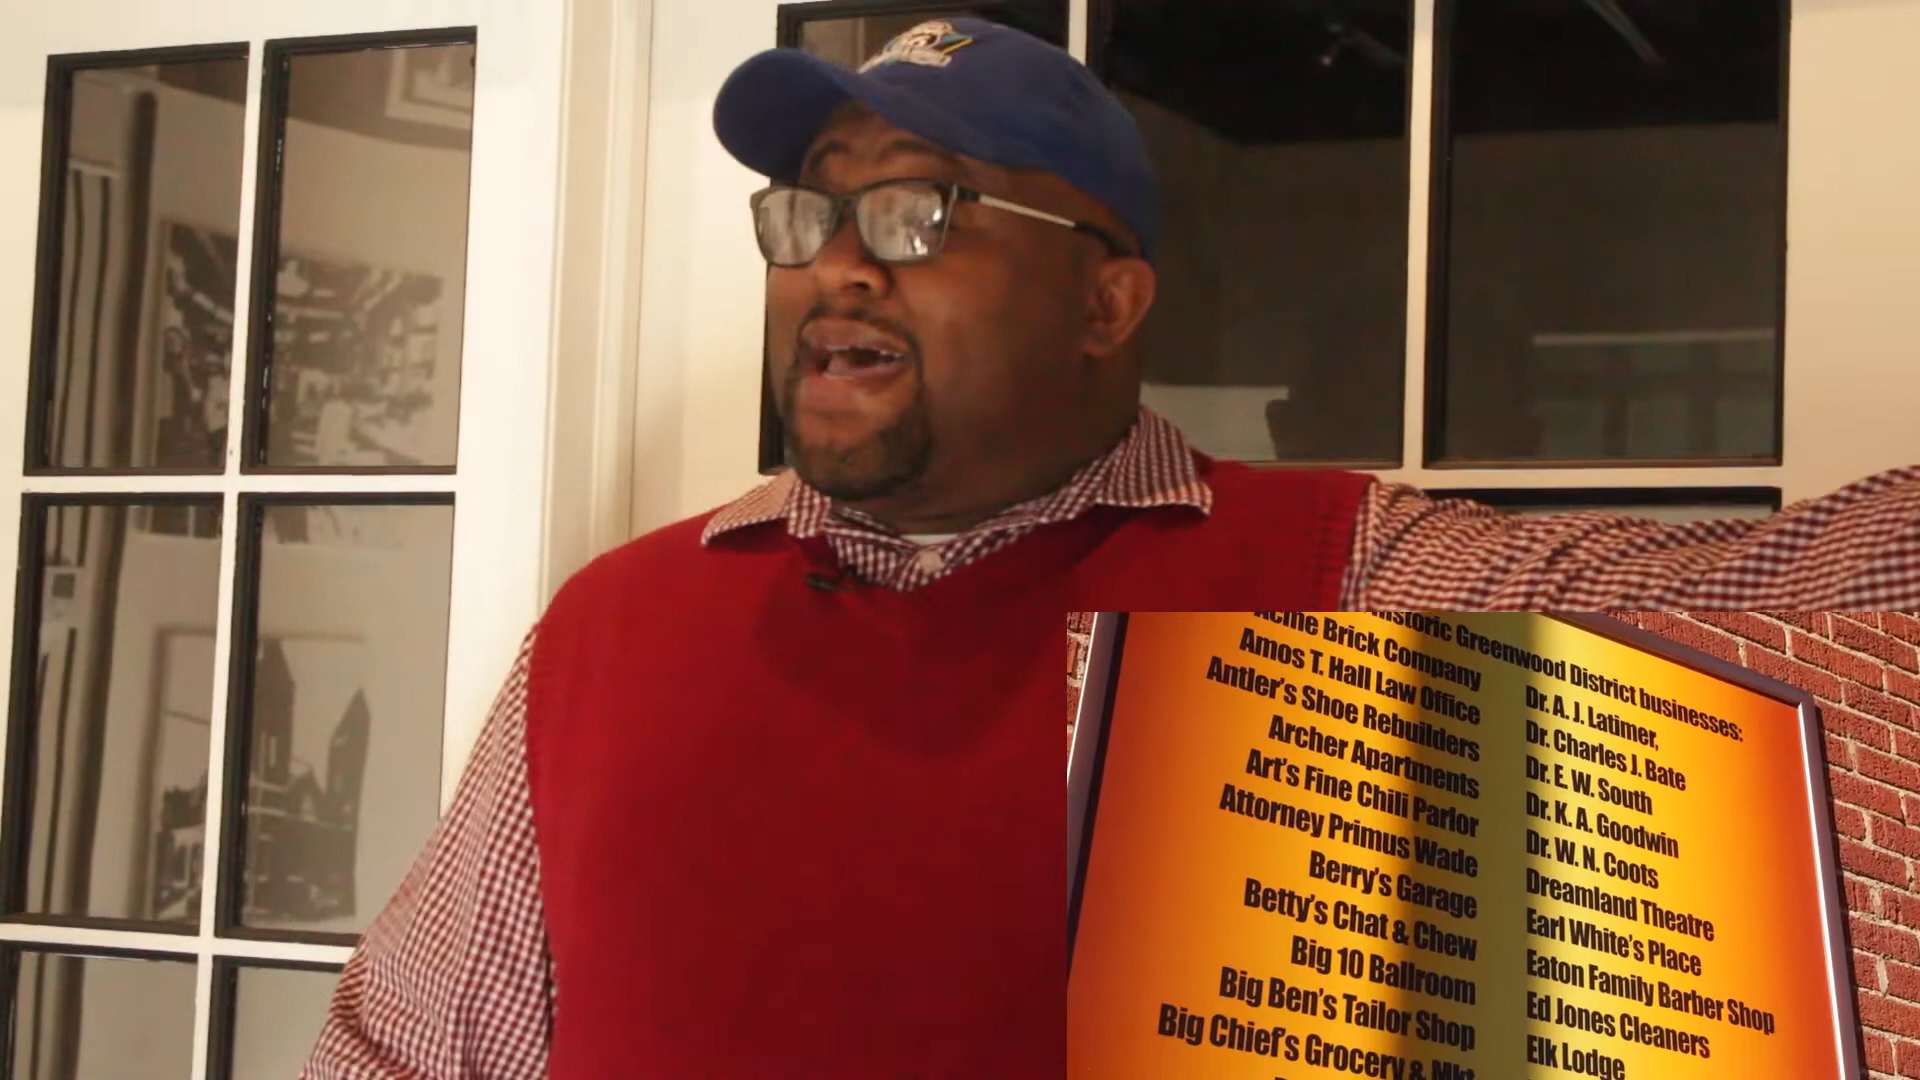 Historic Greenwood District businesses:
Acme Brick Company
Amos T. Hall Law Office
Antler's Shoe Rebuilders
Archer Apartments
Art's Fine Chili Parlor
Attorney Primus Wade
Berry's Garage
Betty's Chat & Chew
Big 10 Ballroom
Big Ben's Tailor Shop
Big Chief's Grocery & Mkt
Dr. A. J. Latimer,
Dr. Charles J. Bate
Dr. E. W. South
Dr. K. A. Goodwin
Dr. W. N. Coots
Dreamland Theatre
Earl White's Place
Eaton Family Barber Shop
Ed Jones Cleaners
Elk Lodge